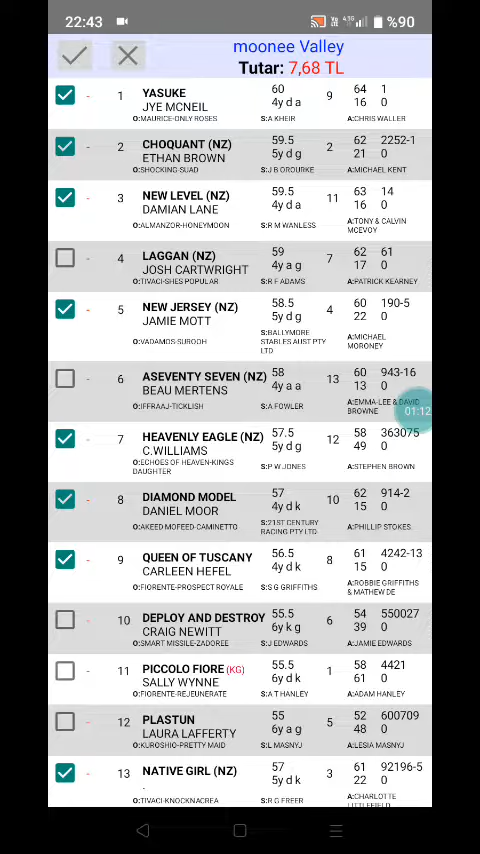 22:43 4.5G %90
moonee Valley
Tutar: 7,68 TL
- 1 YASUKE 60 9 64 1
JYE MCNEIL 4y d a 16 0
O:MAURICE-ONLY ROSES S:A KHEIR A:CHRIS WALLER
- 2 CHOQUANT (NZ) 59.5 2 62 2252-1
ETHAN BROWN 5y d g 21 0
O:SHOCKING-SUAD S:J B OROURKE A:MICHAEL KENT
- 3 NEW LEVEL (NZ) 59.5 11 63 14
DAMIAN LANE 4y d a 16 0
O:ALMANZOR-HONEYMOON S:R M WANLESS A:TONY & CALVIN
MCEVOY
- 4 LAGGAN (NZ) 59 7 62 61
JOSH CARTWRIGHT 4y a g 17 0
O:TIVACI-SHES POPULAR S:R F ADAMS A:PATRICK KEARNEY
- 5 NEW JERSEY (NZ) 58.5 4 60 190-5
JAMIE MOTT 5y d g 22 0
O:VADAMOS-SUROOH S:BALLYMORE
STABLES AUST PTY
LTD A:MICHAEL
MORONEY
- 6 ASEVENTY SEVEN (NZ) 58 13 60 943-16
BEAU MERTENS 4y a a 13 0
O:IFFRAAJ-TICKLISH S:A FOWLER A:EMMA-LEE & DAVID
BROWNE
01:12
- 7 HEAVENLY EAGLE (NZ) 57.5 12 58 363075
C.WILLIAMS 5y d g 49 0
O:ECHOES OF HEAVEN-KINGS
DAUGHTER S:P W JONES A:STEPHEN BROWN
- 8 DIAMOND MODEL 57 10 62 914-2
DANIEL MOOR 4y d k 15 0
O:AKEED MOFEED-CAMINETTO S:21ST CENTURY
RACING PTY LTD A:PHILLIP STOKES
- 9 QUEEN OF TUSCANY 56.5 8 61 4242-13
CARLEEN HEFEL 4y d k 15 0
O:FIORENTE-PROSPECT ROYALE S:S G GRIFFITHS A:ROBBIE GRIFFITHS
& MATHEW DE
- 10 DEPLOY AND DESTROY 55.5 6 54 550027
CRAIG NEWITT 6y k g 39 0
O:SMART MISSILE-ZADOREE S:J EDWARDS A:JAMIE EDWARDS
- 11 PICCOLO FIORE (KG) 55.5 1 58 4421
SALLY WYNNE 6y d k 61 0
O:FIORENTE-REJEUNERATE S:A T HANLEY A:ADAM HANLEY
- 12 PLASTUN 55 5 52 600709
LAURA LAFFERTY 6y a g 48 0
O:KUROSHIO-PRETTY MAID S:L MASNYJ A:LESIA MASNYJ
- 13 NATIVE GIRL (NZ) 57 3 61 92196-5
- 5y d k 22 0
O:TIVACI-KNOCKNACREA S:R G FREER A:CHARLOTTE
LITTLEFIELD